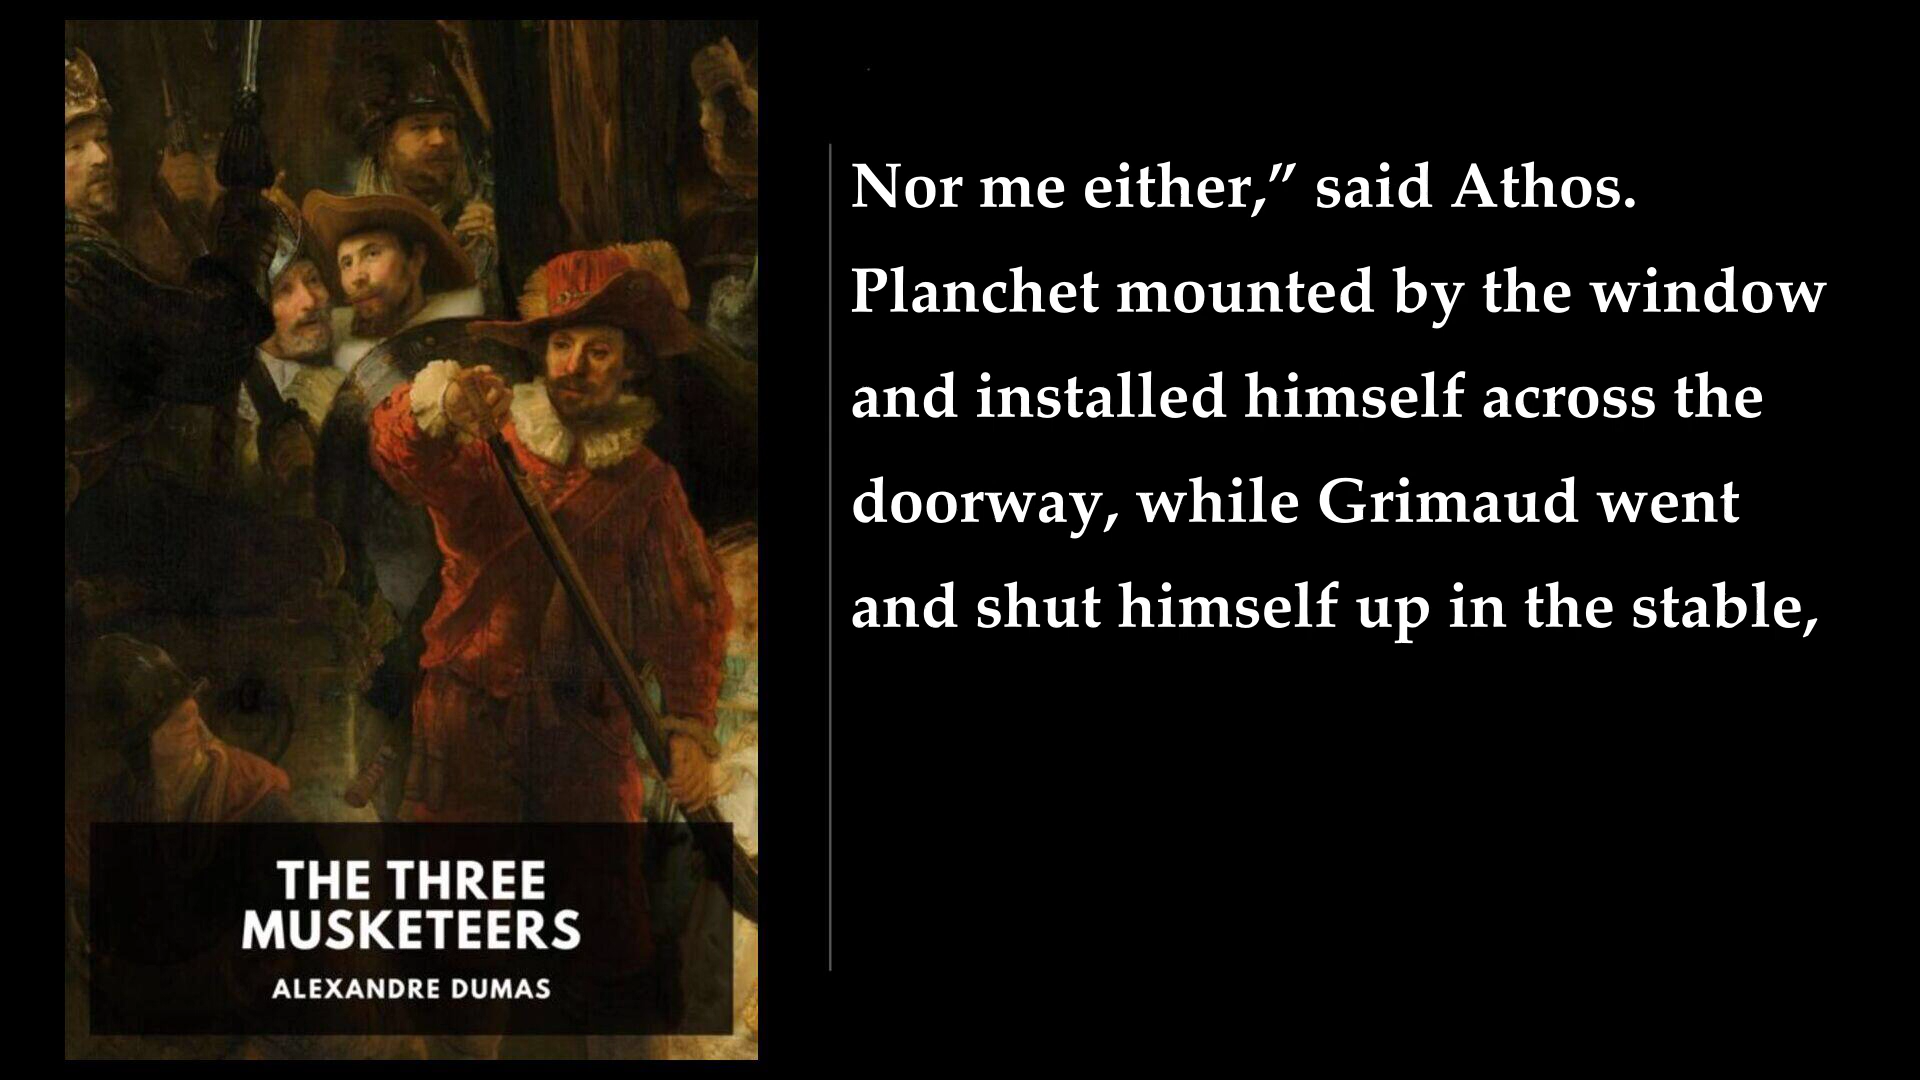 THE THREE
MUSKETEERS
ALEXANDRE DUMAS
Nor me either,” said Athos.
Planchet mounted by the window
and installed himself across the
doorway, while Grimaud went
and shut himself up in the stable,